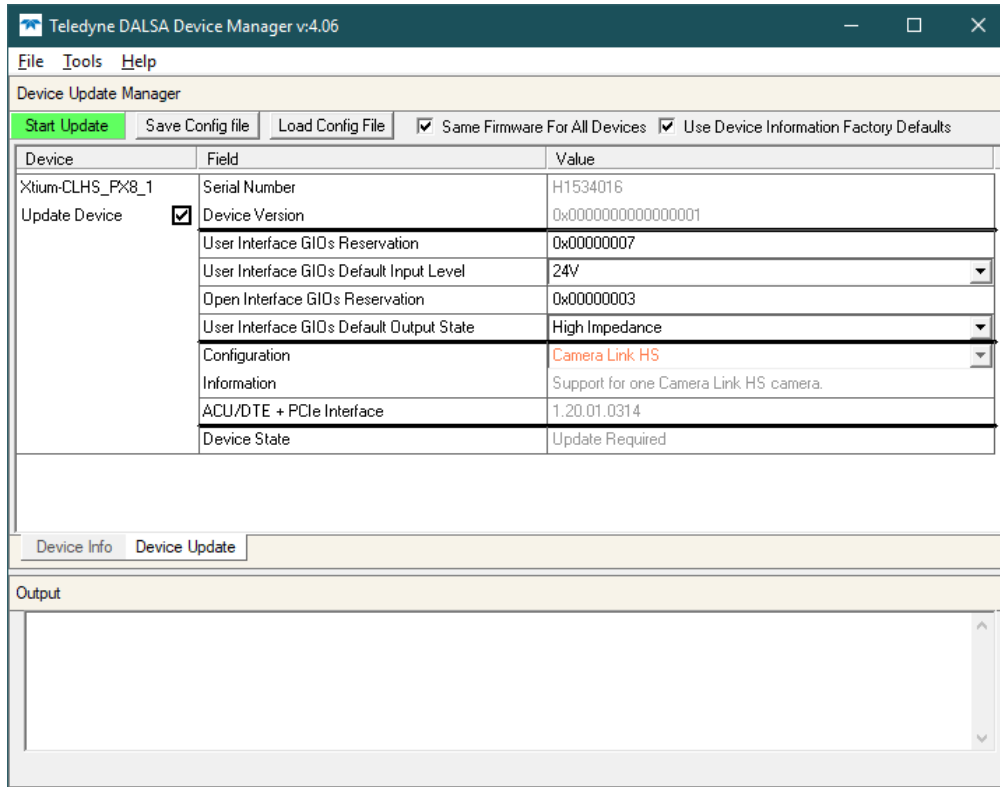 Teledyne DALSA Device Manager v:4.06
File Tools Help
Device Update Manager
Start Update Save Config file Load Config File Same Firmware For All Devices Use Device Information Factory Defaults
Device Field Value
Xtium-CLHS_PX8_1 Serial Number H1534016
Update Device Device Version 0x0000000000000001
User Interface GIOs Reservation 0x00000007
User Interface GIOs Default Input Level 24V
Open Interface GIOs Reservation 0x00000003
User Interface GIOs Default Output State High Impedance
Configuration Camera Link HS
Information Support for one Camera Link HS camera.
ACU/DTE + PCIe Interface 1.20.01.0314
Device State Update Required
Device Info Device Update
Output